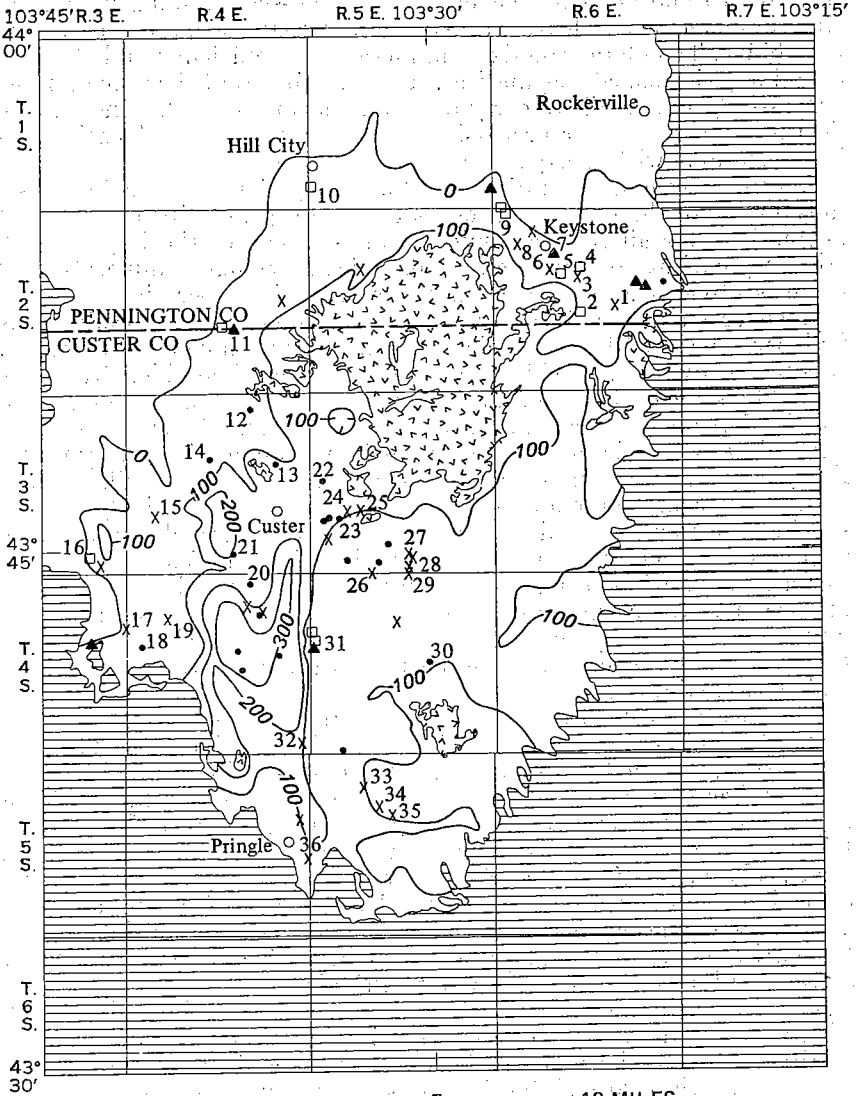 103°45' R.3 E. R.4 E. R.5 E. 103°30' R.6 E. R.7 E. 103°15'
44°
00'
T.
1
S.
Rockerville
Hill City
10
0
9
Keystone
100
7
8
6
5
4
3
T.
2
S.
2
1
PENNINGTON CO
CUSTER CO
11
12
100
100
0
14
13
22
T.
3
S.
100
200
24
25
15
Custer
23
43°
45'
16
100
21
27
28
20
26
29
100
17
19
18
300
31
30
T.
4
S.
100
200
32
33
100
34
35
T.
5
S.
Pringle
36
T.
6
S.
43°
30'
10 MILES